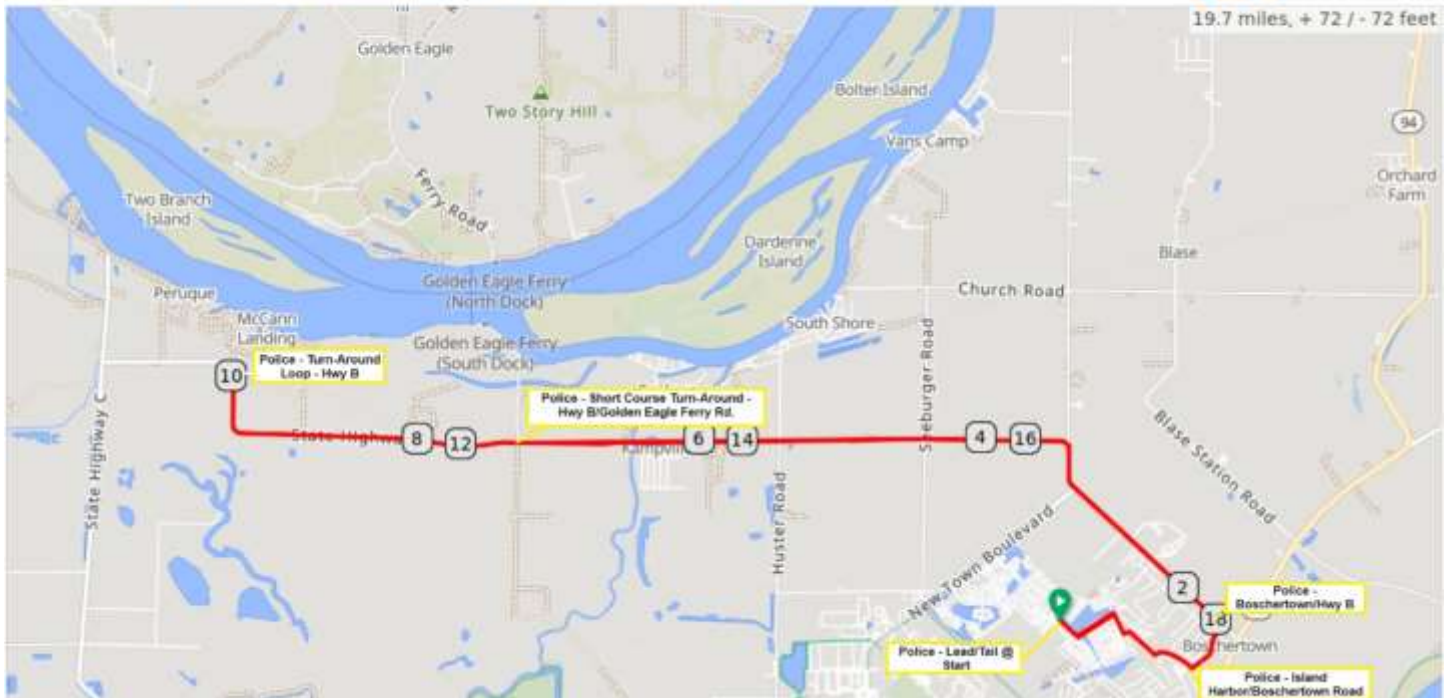 19.7 miles, + 72 / - 72 feet
Golden Eagle
Two Story Hill
Bolter Island
Vans Camp
94
Orchard
Farm
Ferry Road
Two Branch
Island
Dardenne
Island
Blase
Golden Eagle Ferry
(North Dock)
Church Road
Peruque
McCann
Landing
South Shore
Golden Eagle Ferry
(South Dock)
Seeburger Road
State Highway C
10
Police - Turn-Around
Loop - Hwy B
Police - Short Course Turn-Around -
Hwy B/Golden Eagle Ferry Rd.
State Highw
8
12
6
14
4
16
Kampvill
Huster Road
Blase Station Road
New Town Boulevard
2
Police -
Boschertown/Hwy B
18
Boschertown
Police - Lead/Tail @
Start
Police - Island
Harbor/Boschertown Road